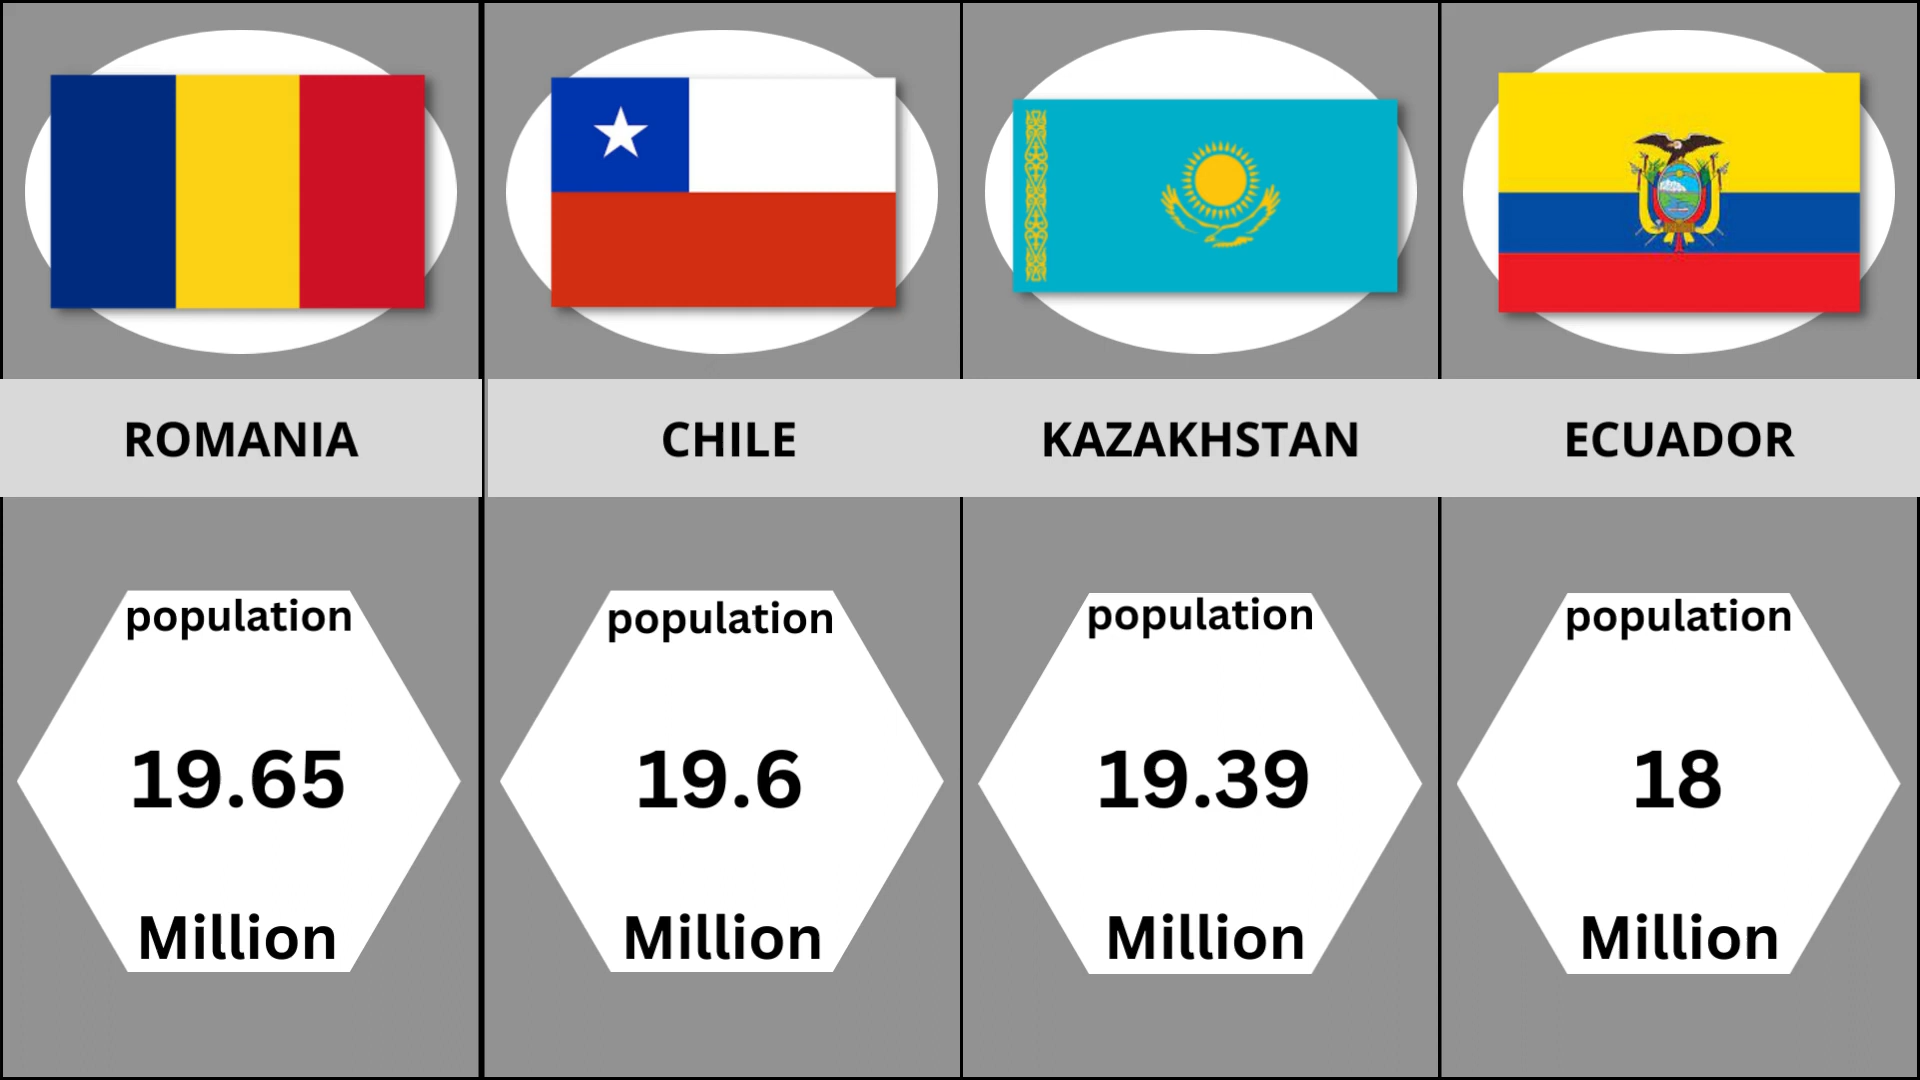 ROMANIA
CHILE
KAZAKHSTAN
ECUADOR
population
19.65
Million
population
19.6
Million
population
19.39
Million
population
18
Million